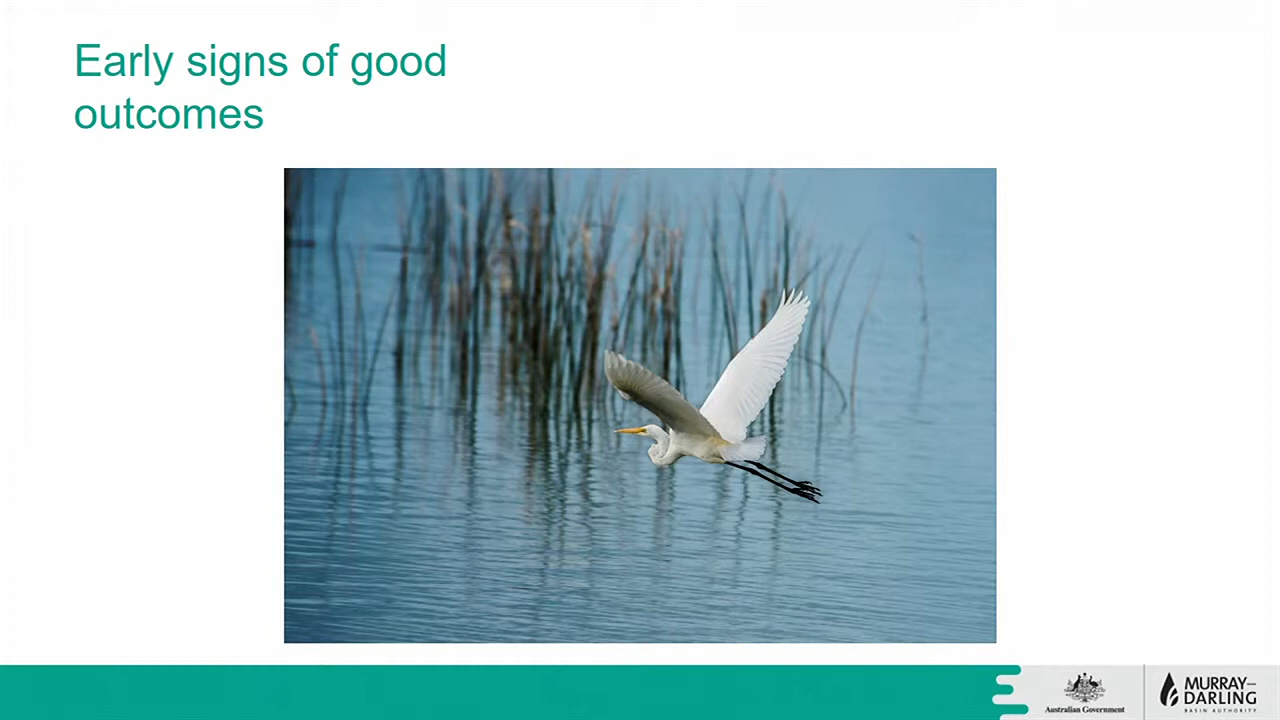 Early signs of good
outcomes
Australian Government
MURRAY–
DARLING
BASIN AUTHORITY